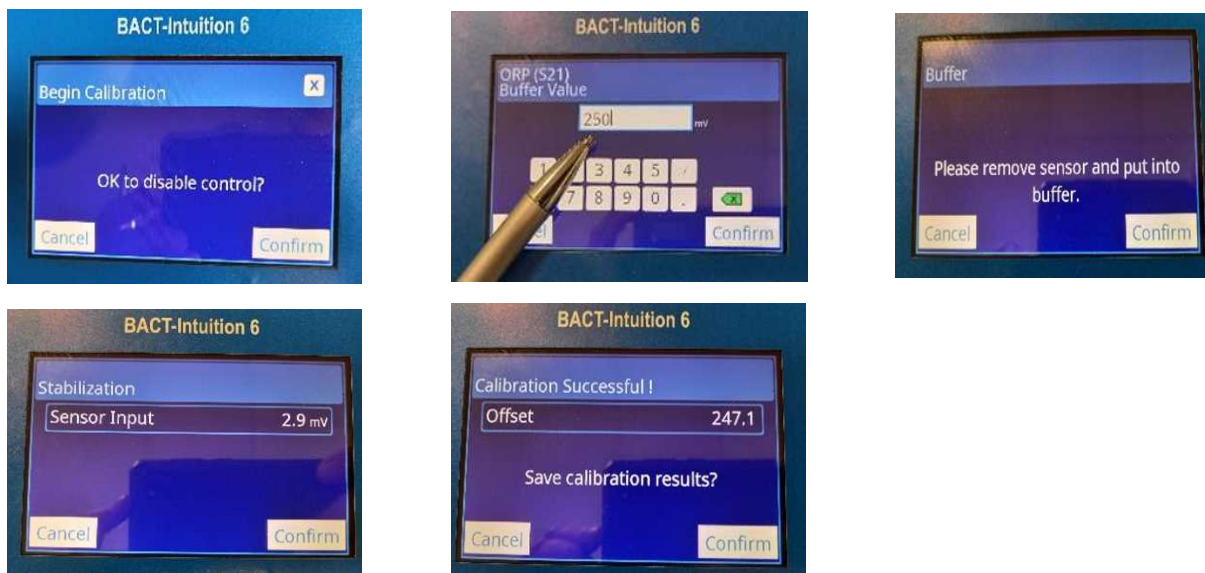 BACT-Intuition 6
Begin Calibration
X
OK to disable control?
Cancel
Confirm
BACT-Intuition 6
ORP (S21)
Buffer Value
250
mV
1 3 4 5
7 8 9 0 .
Confirm
Buffer
Please remove sensor and put into
buffer.
Cancel
Confirm
BACT-Intuition 6
Stabilization
Sensor Input 2.9 mV
Cancel
Confirm
BACT-Intuition 6
Calibration Successful !
Offset 247.1
Save calibration results?
Cancel
Confirm